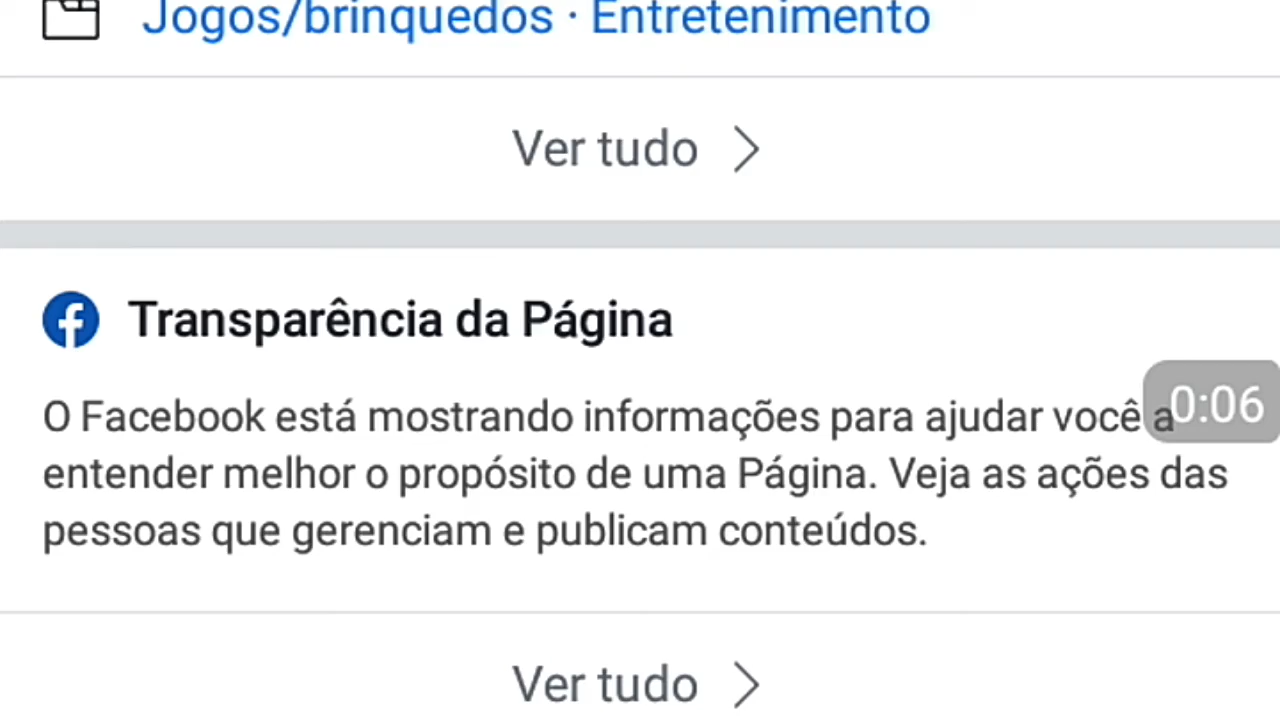 Jogos/brinquedos · Entretenimento
Ver tudo
Transparência da Página
O Facebook está mostrando informações para ajudar você a
0:06
entender melhor o propósito de uma Página. Veja as ações das
pessoas que gerenciam e publicam conteúdos.
Ver tudo